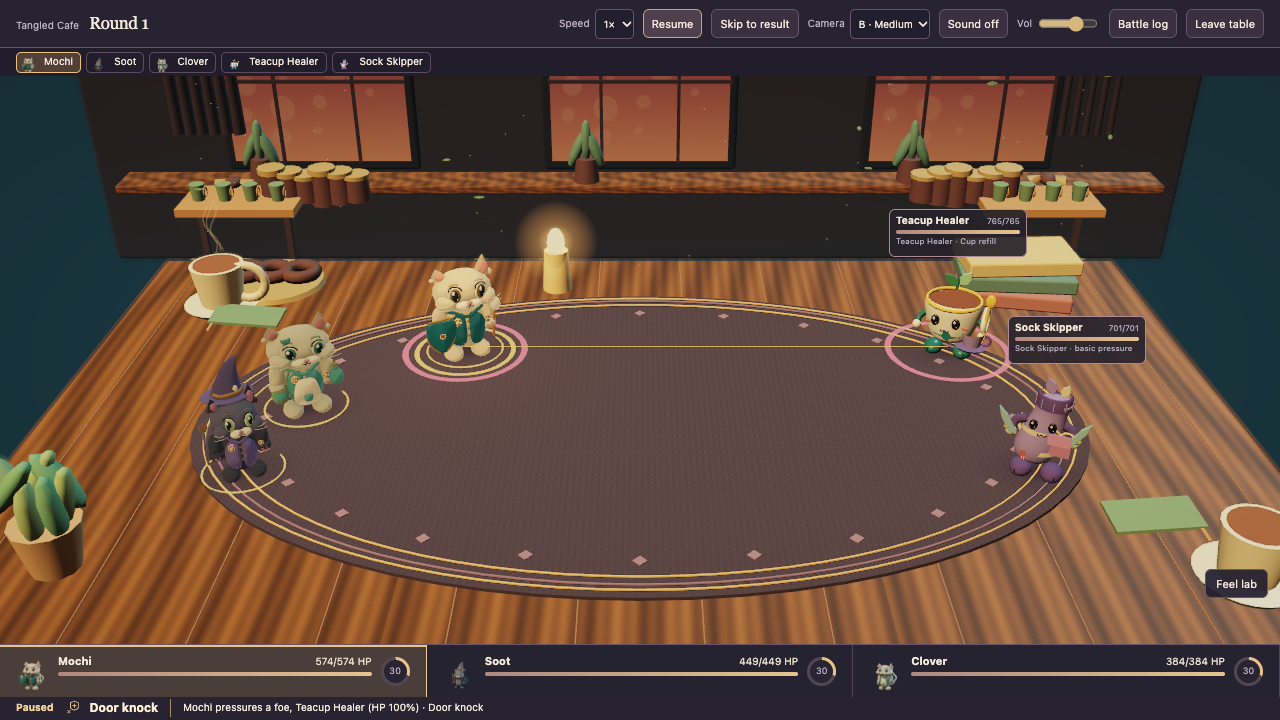 Tangled Cafe Round 1 Speed 1x Resume Skip to result Camera B · Medium Sound off Vol Battle log Leave table
Mochi Soot Clover Teacup Healer Sock Skipper
Teacup Healer 765/765
Teacup Healer · Cup refill
Sock Skipper 701/701
Sock Skipper · basic pressure
Feel lab
Mochi 574/574 HP 30 Soot 449/449 HP 30 Clover 384/384 HP 30
Paused Door knock Mochi pressures a foe, Teacup Healer (HP 100%) · Door knock